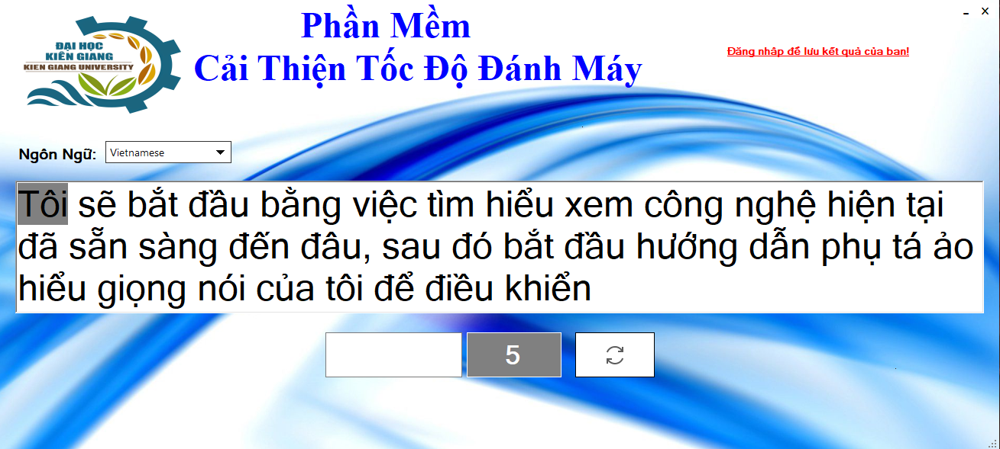 ĐẠI HỌC
KIÊN GIANG
KIEN GIANG UNIVERSITY
Phần Mềm
Cải Thiện Tốc Độ Đánh Máy
Đăng nhập để lưu kết quả của bạn!
Ngôn Ngữ:
Vietnamese
Tôi sẽ bắt đầu bằng việc tìm hiểu xem công nghệ hiện tại
đã sẵn sàng đến đâu, sau đó bắt đầu hướng dẫn phụ tá ảo
hiểu giọng nói của tôi để điều khiển
5